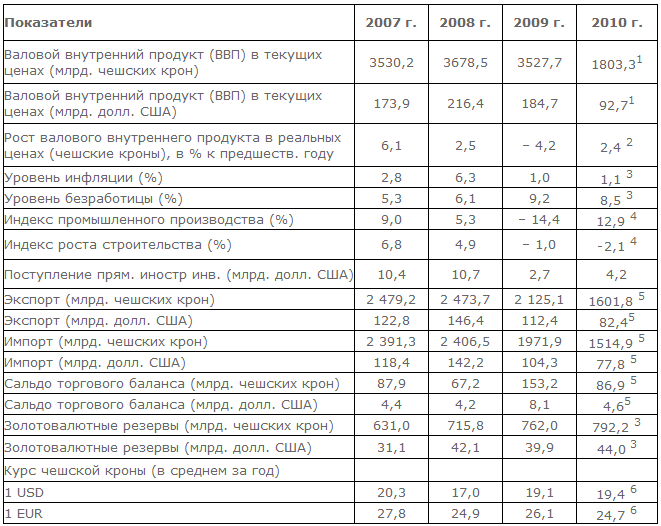 Показатели 2007 г. 2008 г. 2009 г. 2010 г.
Валовой внутренний продукт (ВВП) в текущих
ценах (млрд. чешских крон) 3530,2 3678,5 3527,7 1803,3¹
Валовой внутренний продукт (ВВП) в текущих
ценах (млрд. долл. США) 173,9 216,4 184,7 92,7¹
Рост валового внутреннего продукта в реальных
ценах (чешские кроны), в % к предшеств. году 6,1 2,5 – 4,2 2,4 ²
Уровень инфляции (%) 2,8 6,3 1,0 1,1 ³
Уровень безработицы (%) 5,3 6,1 9,2 8,5 ³
Индекс промышленного производства (%) 9,0 5,3 – 14,4 12,9 ⁴
Индекс роста строительства (%) 6,8 4,9 – 1,0 -2,1 ⁴
Поступление прям. иностр инв. (млрд. долл. США) 10,4 10,7 2,7 4,2
Экспорт (млрд. чешских крон) 2 479,2 2 473,7 2 125,1 1601,8 ⁵
Экспорт (млрд. долл. США) 122,8 146,4 112,4 82,4⁵
Импорт (млрд. чешских крон) 2 391,3 2 406,5 1971,9 1514,9 ⁵
Импорт (млрд. долл. США) 118,4 142,2 104,3 77,8 ⁵
Сальдо торгового баланса (млрд. чешских крон) 87,9 67,2 153,2 86,9 ⁵
Сальдо торгового баланса (млрд. долл. США) 4,4 4,2 8,1 4,6⁵
Золотовалютные резервы (млрд. чешских крон) 631,0 715,8 762,0 792,2 ³
Золотовалютные резервы (млрд. долл. США) 31,1 42,1 39,9 44,0 ³
Курс чешской кроны (в среднем за год)
1 USD 20,3 17,0 19,1 19,4 ⁶
1 EUR 27,8 24,9 26,1 24,7 ⁶